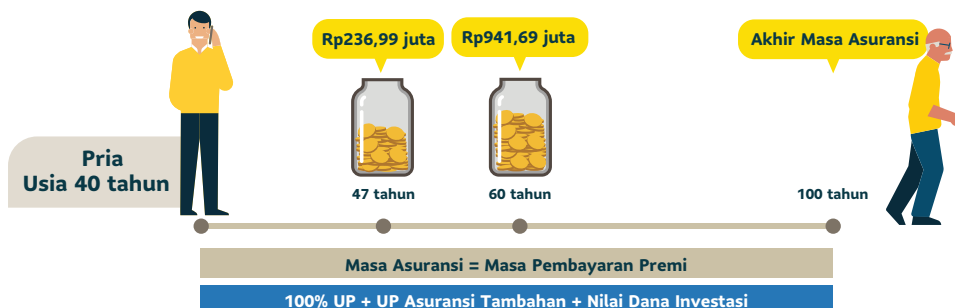 Rp236,99 juta
Rp941,69 juta
Akhir Masa Asuransi
Pria
Usia 40 tahun
47 tahun
60 tahun
100 tahun
Masa Asuransi = Masa Pembayaran Premi
100% UP + UP Asuransi Tambahan + Nilai Dana Investasi